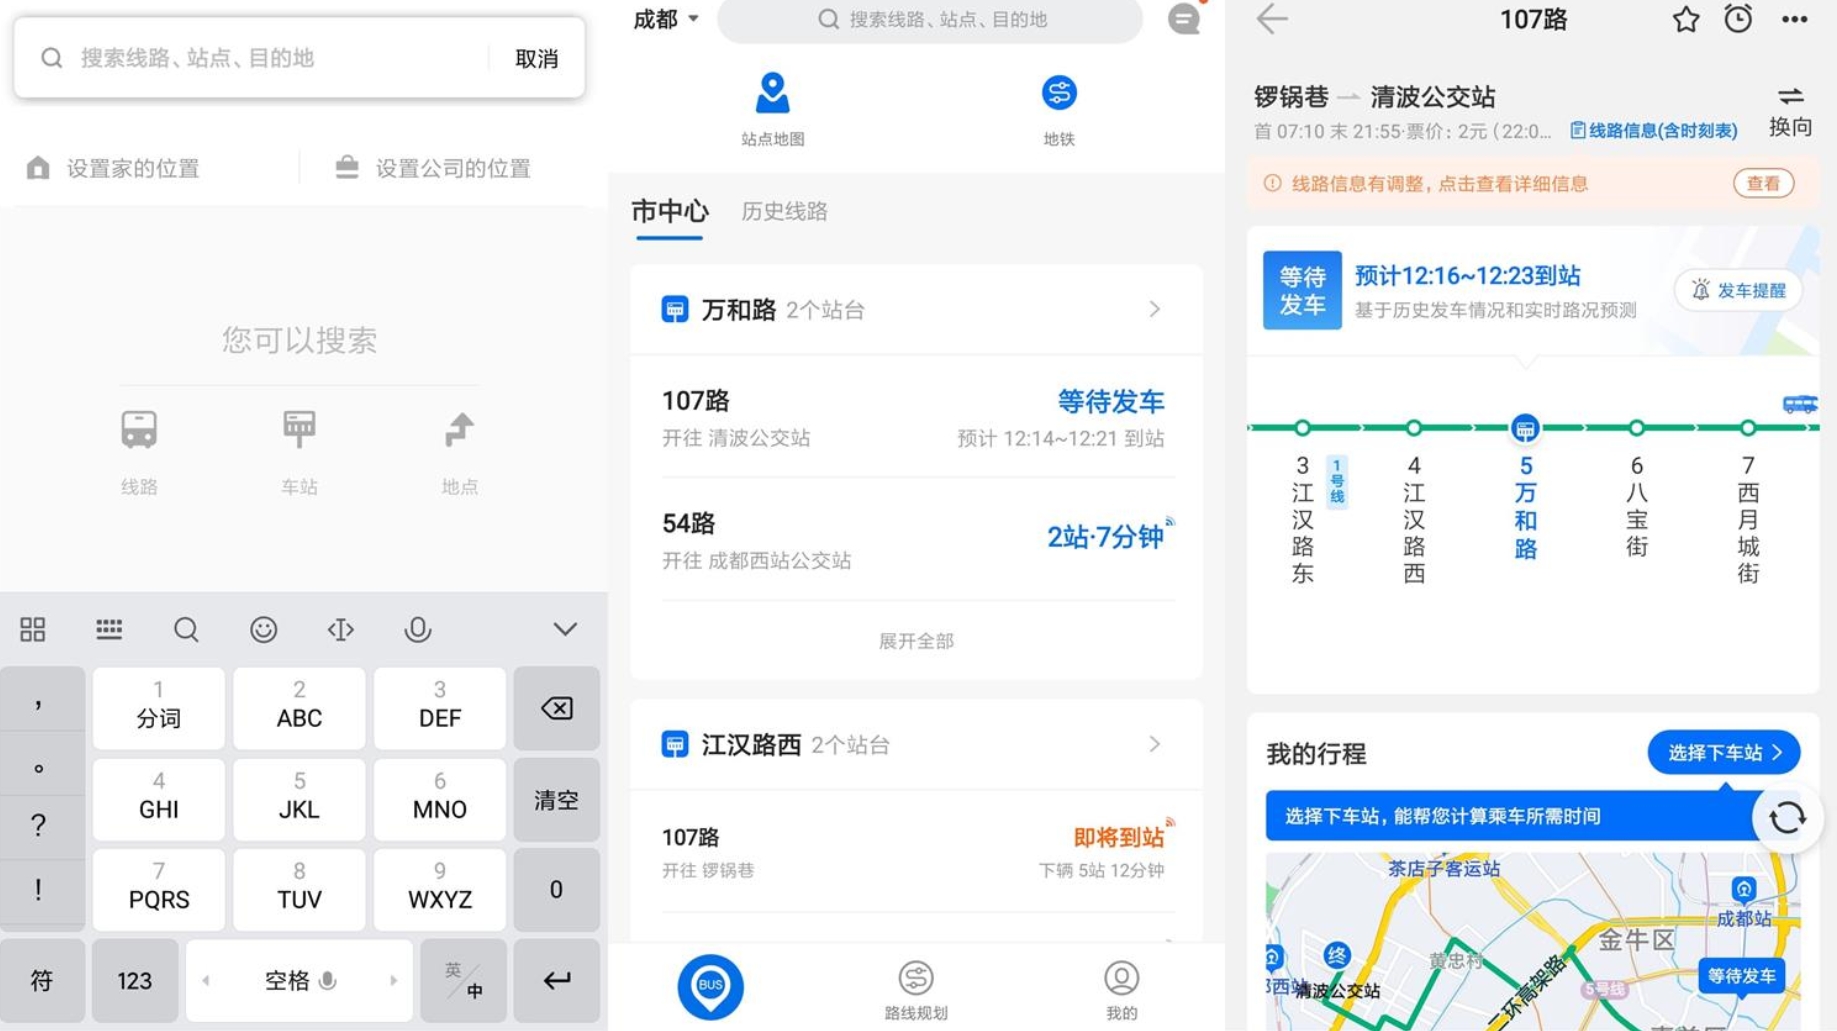 搜索线路、站点、目的地
取消
设置家的位置
设置公司的位置
您可以搜索
线路
车站
地点
,
1
分词
2
ABC
3
DEF
。
4
GHI
5
JKL
6
MNO
清空
?
7
PQRS
8
TUV
9
WXYZ
0
!
符
123
空格
英/中
成都
搜索线路、站点、目的地
站点地图
地铁
市中心
历史线路
万和路 2个站台
107路
等待发车
开往 清波公交站
预计 12:14~12:21 到站
54路
2站·7分钟
开往 成都西站公交站
展开全部
江汉路西 2个站台
107路
即将到站
开往 锣锅巷
下辆 5站 12分钟
BUS
路线规划
我的
107路
锣锅巷 清波公交站
换向
首 07:10 末 21:55·票价: 2元 ( 22:0...
线路信息(含时刻表)
线路信息有调整，点击查看详细信息
查看
等待
发车
预计12:16~12:23到站
基于历史发车情况和实时路况预测
发车提醒
3
江汉路东
1号线
4
江汉路西
5
万和路
6
八宝街
7
西月城街
我的行程
选择下车站
选择下车站，能帮您计算乘车所需时间
茶店子客运站
成都站
金牛区
终
黄忠村
二环高架路
5号线
等待发车
清波公交站